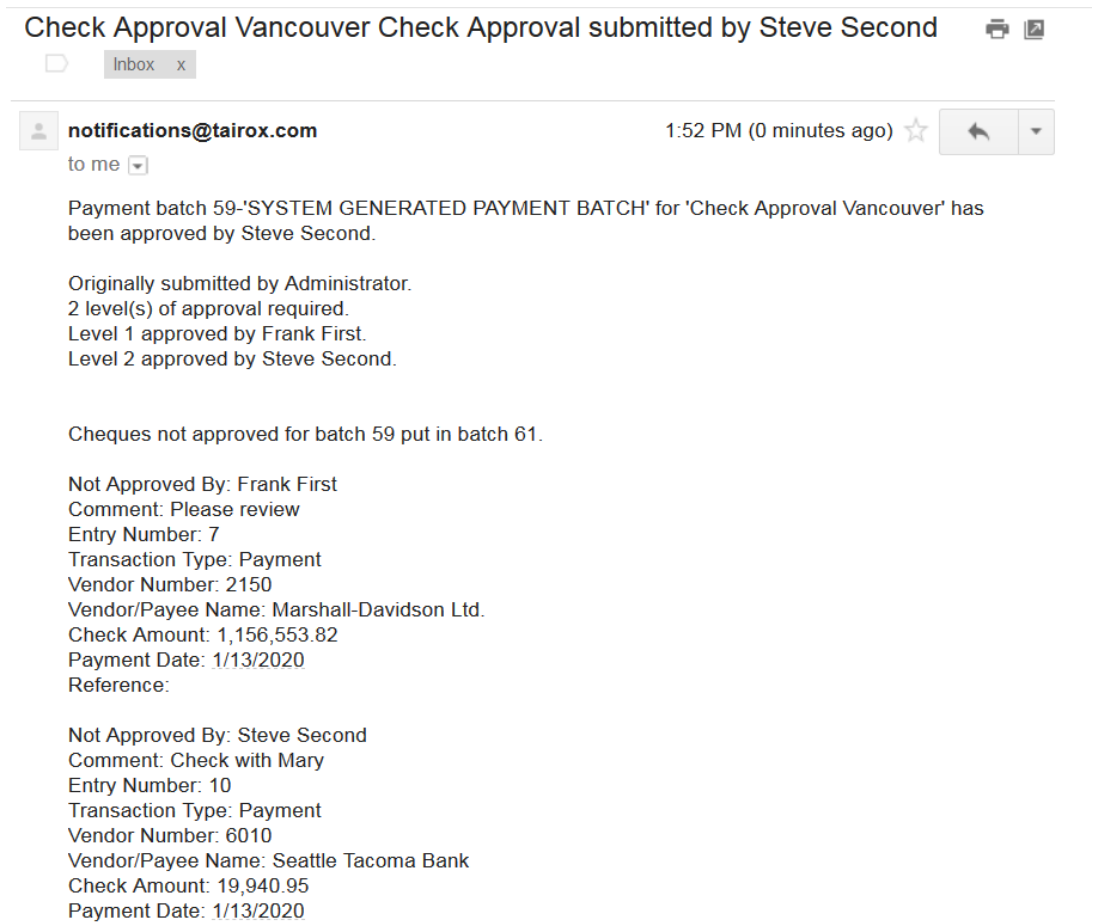 Check Approval Vancouver Check Approval submitted by Steve Second
Inbox x
notifications@tairox.com
1:52 PM (0 minutes ago)
to me
Payment batch 59-'SYSTEM GENERATED PAYMENT BATCH' for 'Check Approval Vancouver' has
been approved by Steve Second.
Originally submitted by Administrator.
2 level(s) of approval required.
Level 1 approved by Frank First.
Level 2 approved by Steve Second.
Cheques not approved for batch 59 put in batch 61.
Not Approved By: Frank First
Comment: Please review
Entry Number: 7
Transaction Type: Payment
Vendor Number: 2150
Vendor/Payee Name: Marshall-Davidson Ltd.
Check Amount: 1,156,553.82
Payment Date: 1/13/2020
Reference:
Not Approved By: Steve Second
Comment: Check with Mary
Entry Number: 10
Transaction Type: Payment
Vendor Number: 6010
Vendor/Payee Name: Seattle Tacoma Bank
Check Amount: 19,940.95
Payment Date: 1/13/2020